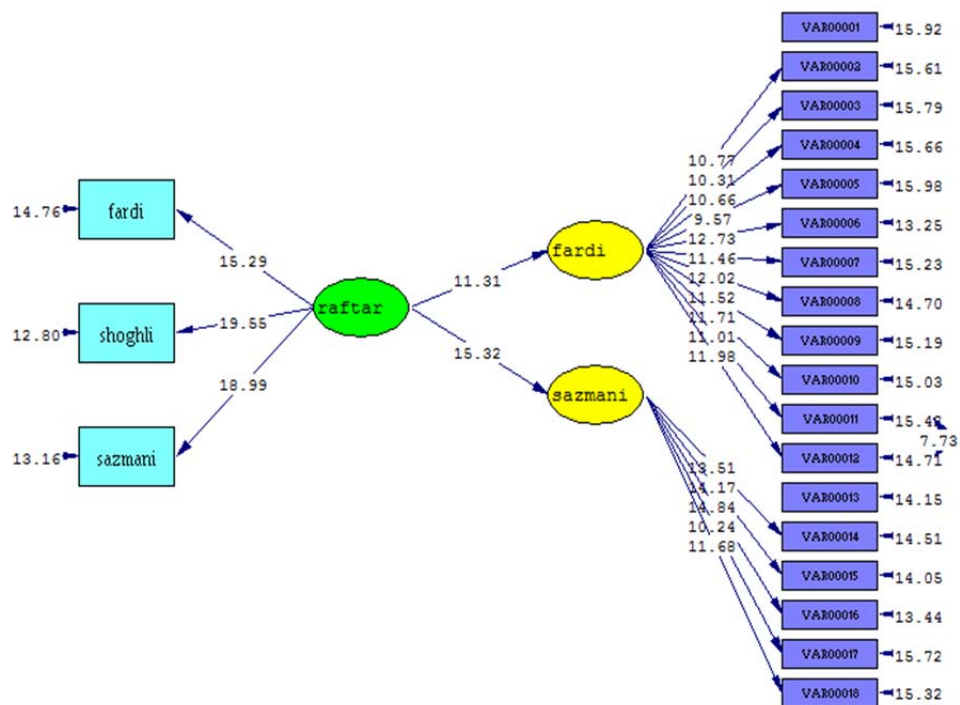 14.76
fardi
12.80
shoghli
13.16
sazmani
15.29
19.55
18.99
raftar
11.31
15.32
fardi
sazmani
10.77
10.31
10.66
9.57
12.73
11.46
12.02
11.52
11.71
11.01
11.98
13.51
14.17
14.84
10.24
11.68
VAR00001 15.92
VAR00002 15.61
VAR00003 15.79
VAR00004 15.66
VAR00005 15.98
VAR00006 13.25
VAR00007 15.23
VAR00008 14.70
VAR00009 15.19
VAR00010 15.03
VAR00011
7.73
VAR00012 14.71
VAR00013 14.15
VAR00014 14.51
VAR00015 14.05
VAR00016 13.44
VAR00017 15.72
VAR00018 15.32